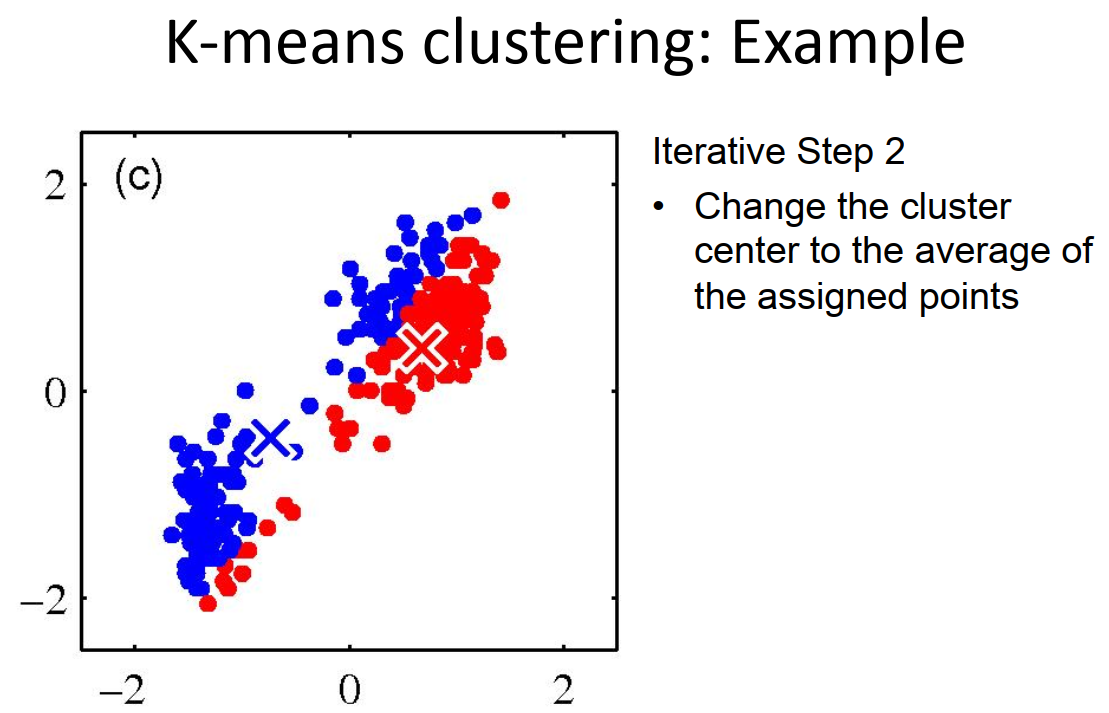 K-means clustering: Example
(c)
2
0
−2
−2
0
2
Iterative Step 2
• Change the cluster
center to the average of
the assigned points